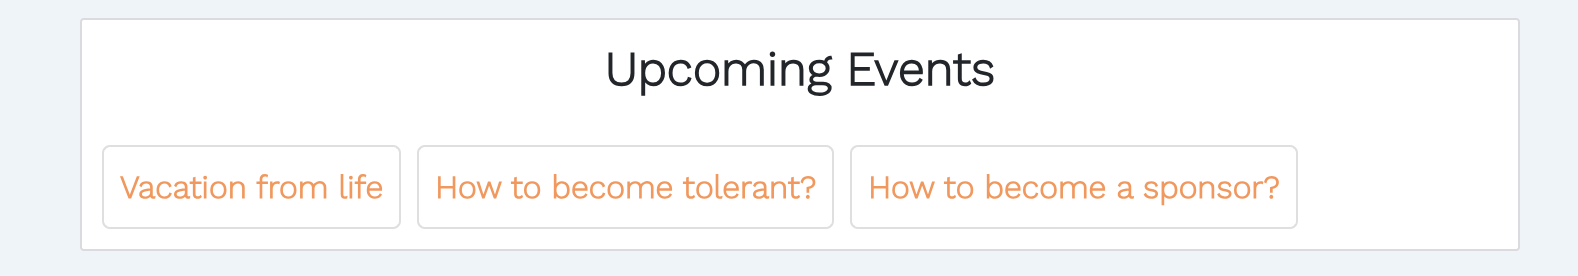 Upcoming Events
Vacation from life
How to become tolerant?
How to become a sponsor?